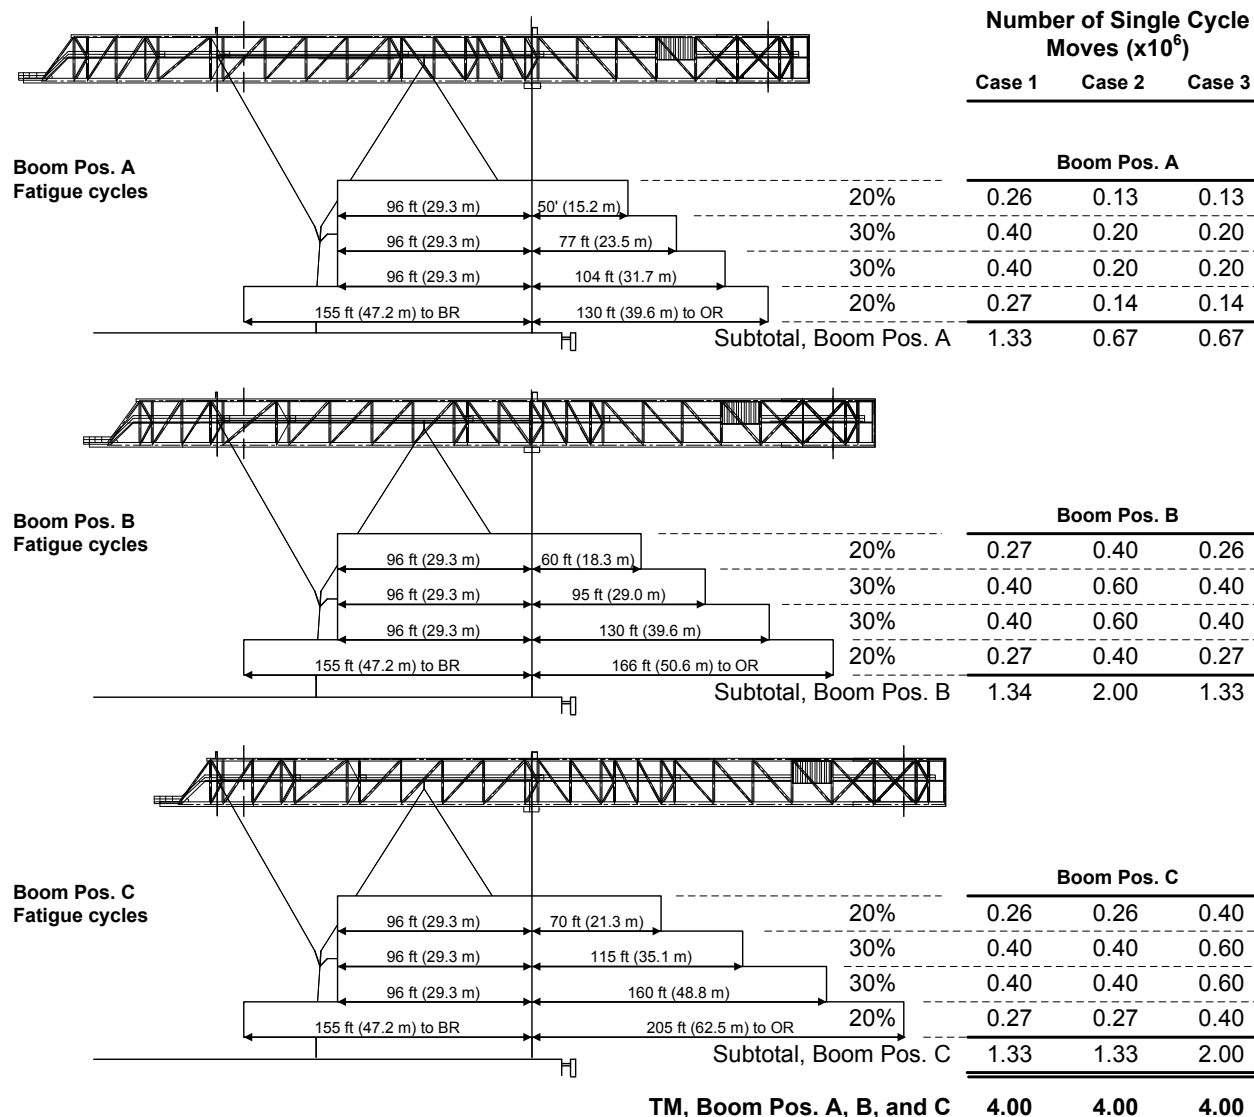 Number of Single Cycle
Moves (x10⁶)
Case 1 Case 2 Case 3
Boom Pos. A
Fatigue cycles
Boom Pos. A
96 ft (29.3 m) 50' (15.2 m) 20% 0.26 0.13 0.13
96 ft (29.3 m) 77 ft (23.5 m) 30% 0.40 0.20 0.20
96 ft (29.3 m) 104 ft (31.7 m) 30% 0.40 0.20 0.20
155 ft (47.2 m) to BR 130 ft (39.6 m) to OR 20% 0.27 0.14 0.14
Subtotal, Boom Pos. A 1.33 0.67 0.67
Boom Pos. B
Fatigue cycles
Boom Pos. B
96 ft (29.3 m) 60 ft (18.3 m) 20% 0.27 0.40 0.26
96 ft (29.3 m) 95 ft (29.0 m) 30% 0.40 0.60 0.40
96 ft (29.3 m) 130 ft (39.6 m) 30% 0.40 0.60 0.40
155 ft (47.2 m) to BR 166 ft (50.6 m) to OR 20% 0.27 0.40 0.27
Subtotal, Boom Pos. B 1.34 2.00 1.33
Boom Pos. C
Fatigue cycles
Boom Pos. C
96 ft (29.3 m) 70 ft (21.3 m) 20% 0.26 0.26 0.40
96 ft (29.3 m) 115 ft (35.1 m) 30% 0.40 0.40 0.60
96 ft (29.3 m) 160 ft (48.8 m) 30% 0.40 0.40 0.60
155 ft (47.2 m) to BR 205 ft (62.5 m) to OR 20% 0.27 0.27 0.40
Subtotal, Boom Pos. C 1.33 1.33 2.00
TM, Boom Pos. A, B, and C 4.00 4.00 4.00